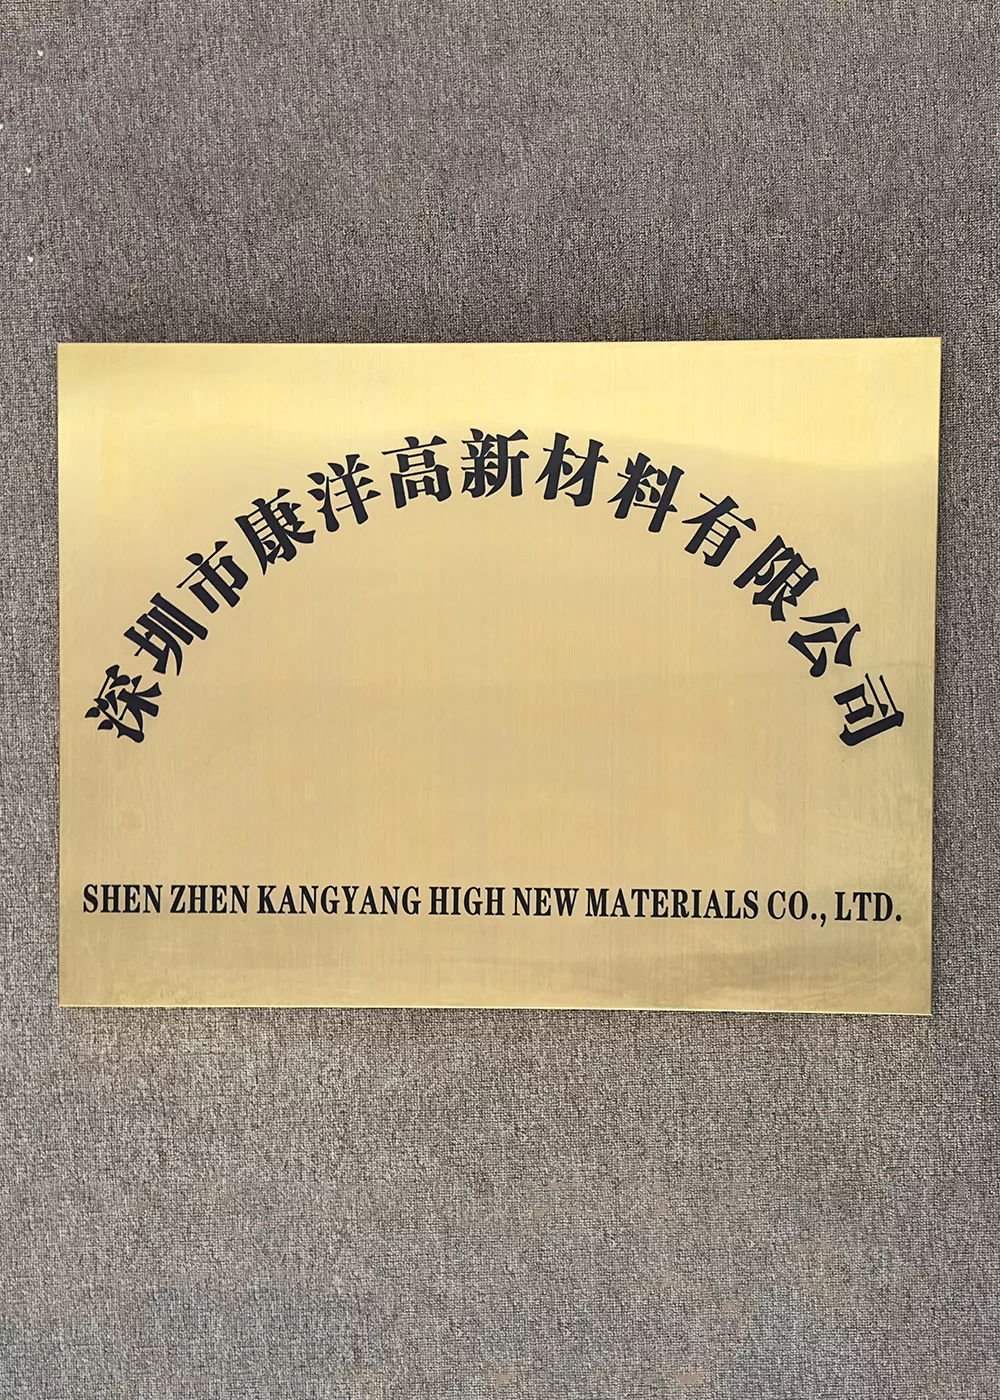 深圳市康洋高新材料有限公司
SHEN ZHEN KANGYANG HIGH NEW MATERIALS CO., LTD.